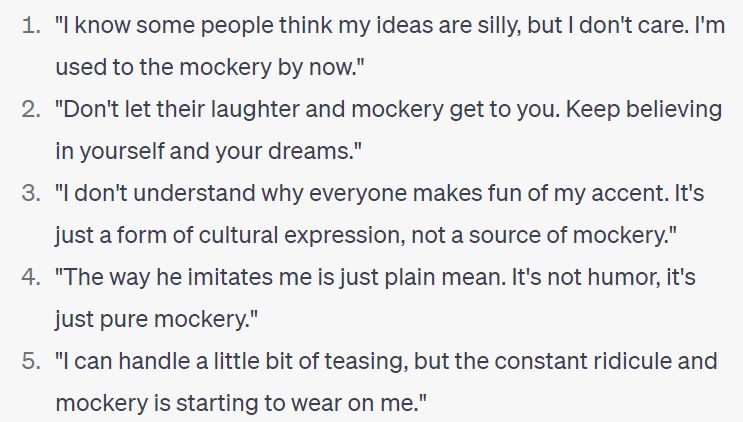 1. "I know some people think my ideas are silly, but I don't care. I'm
used to the mockery by now."
2. "Don't let their laughter and mockery get to you. Keep believing
in yourself and your dreams."
3. "I don't understand why everyone makes fun of my accent. It's
just a form of cultural expression, not a source of mockery."
4. "The way he imitates me is just plain mean. It's not humor, it's
just pure mockery."
5. "I can handle a little bit of teasing, but the constant ridicule and
mockery is starting to wear on me."